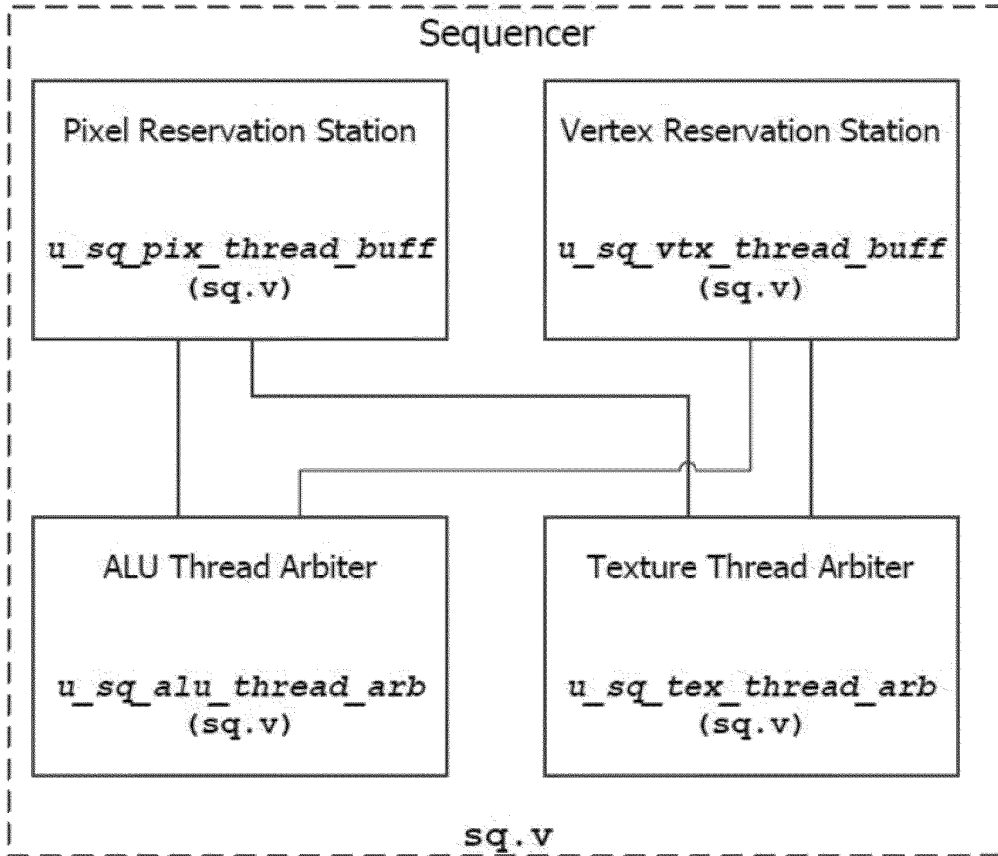 Sequencer
Pixel Reservation Station
u_sq_pix_thread_buff
(sq.v)
Vertex Reservation Station
u_sq_vtx_thread_buff
(sq.v)
ALU Thread Arbiter
u_sq_alu_thread_arb
(sq.v)
Texture Thread Arbiter
u_sq_tex_thread_arb
(sq.v)
sq.v